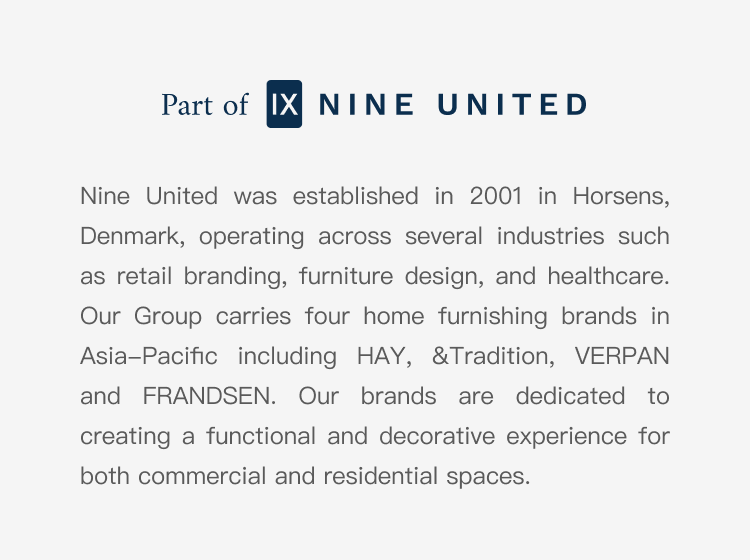 Part of IX NINE UNITED
Nine United was established in 2001 in Horsens,
Denmark, operating across several industries such
as retail branding, furniture design, and healthcare.
Our Group carries four home furnishing brands in
Asia–Pacific including HAY, &Tradition, VERPAN
and FRANDSEN. Our brands are dedicated to
creating a functional and decorative experience for
both commercial and residential spaces.